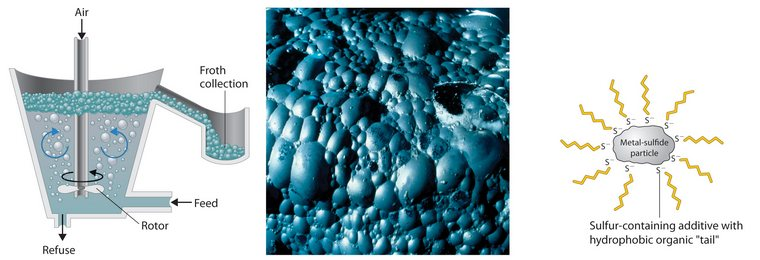 Air
Froth
collection
Feed
Rotor
Refuse
S⁻
S⁻
S⁻
S⁻
S⁻
S⁻
S⁻
S⁻
S⁻
S⁻
Metal-sulfide
particle
Sulfur-containing additive with
hydrophobic organic "tail"